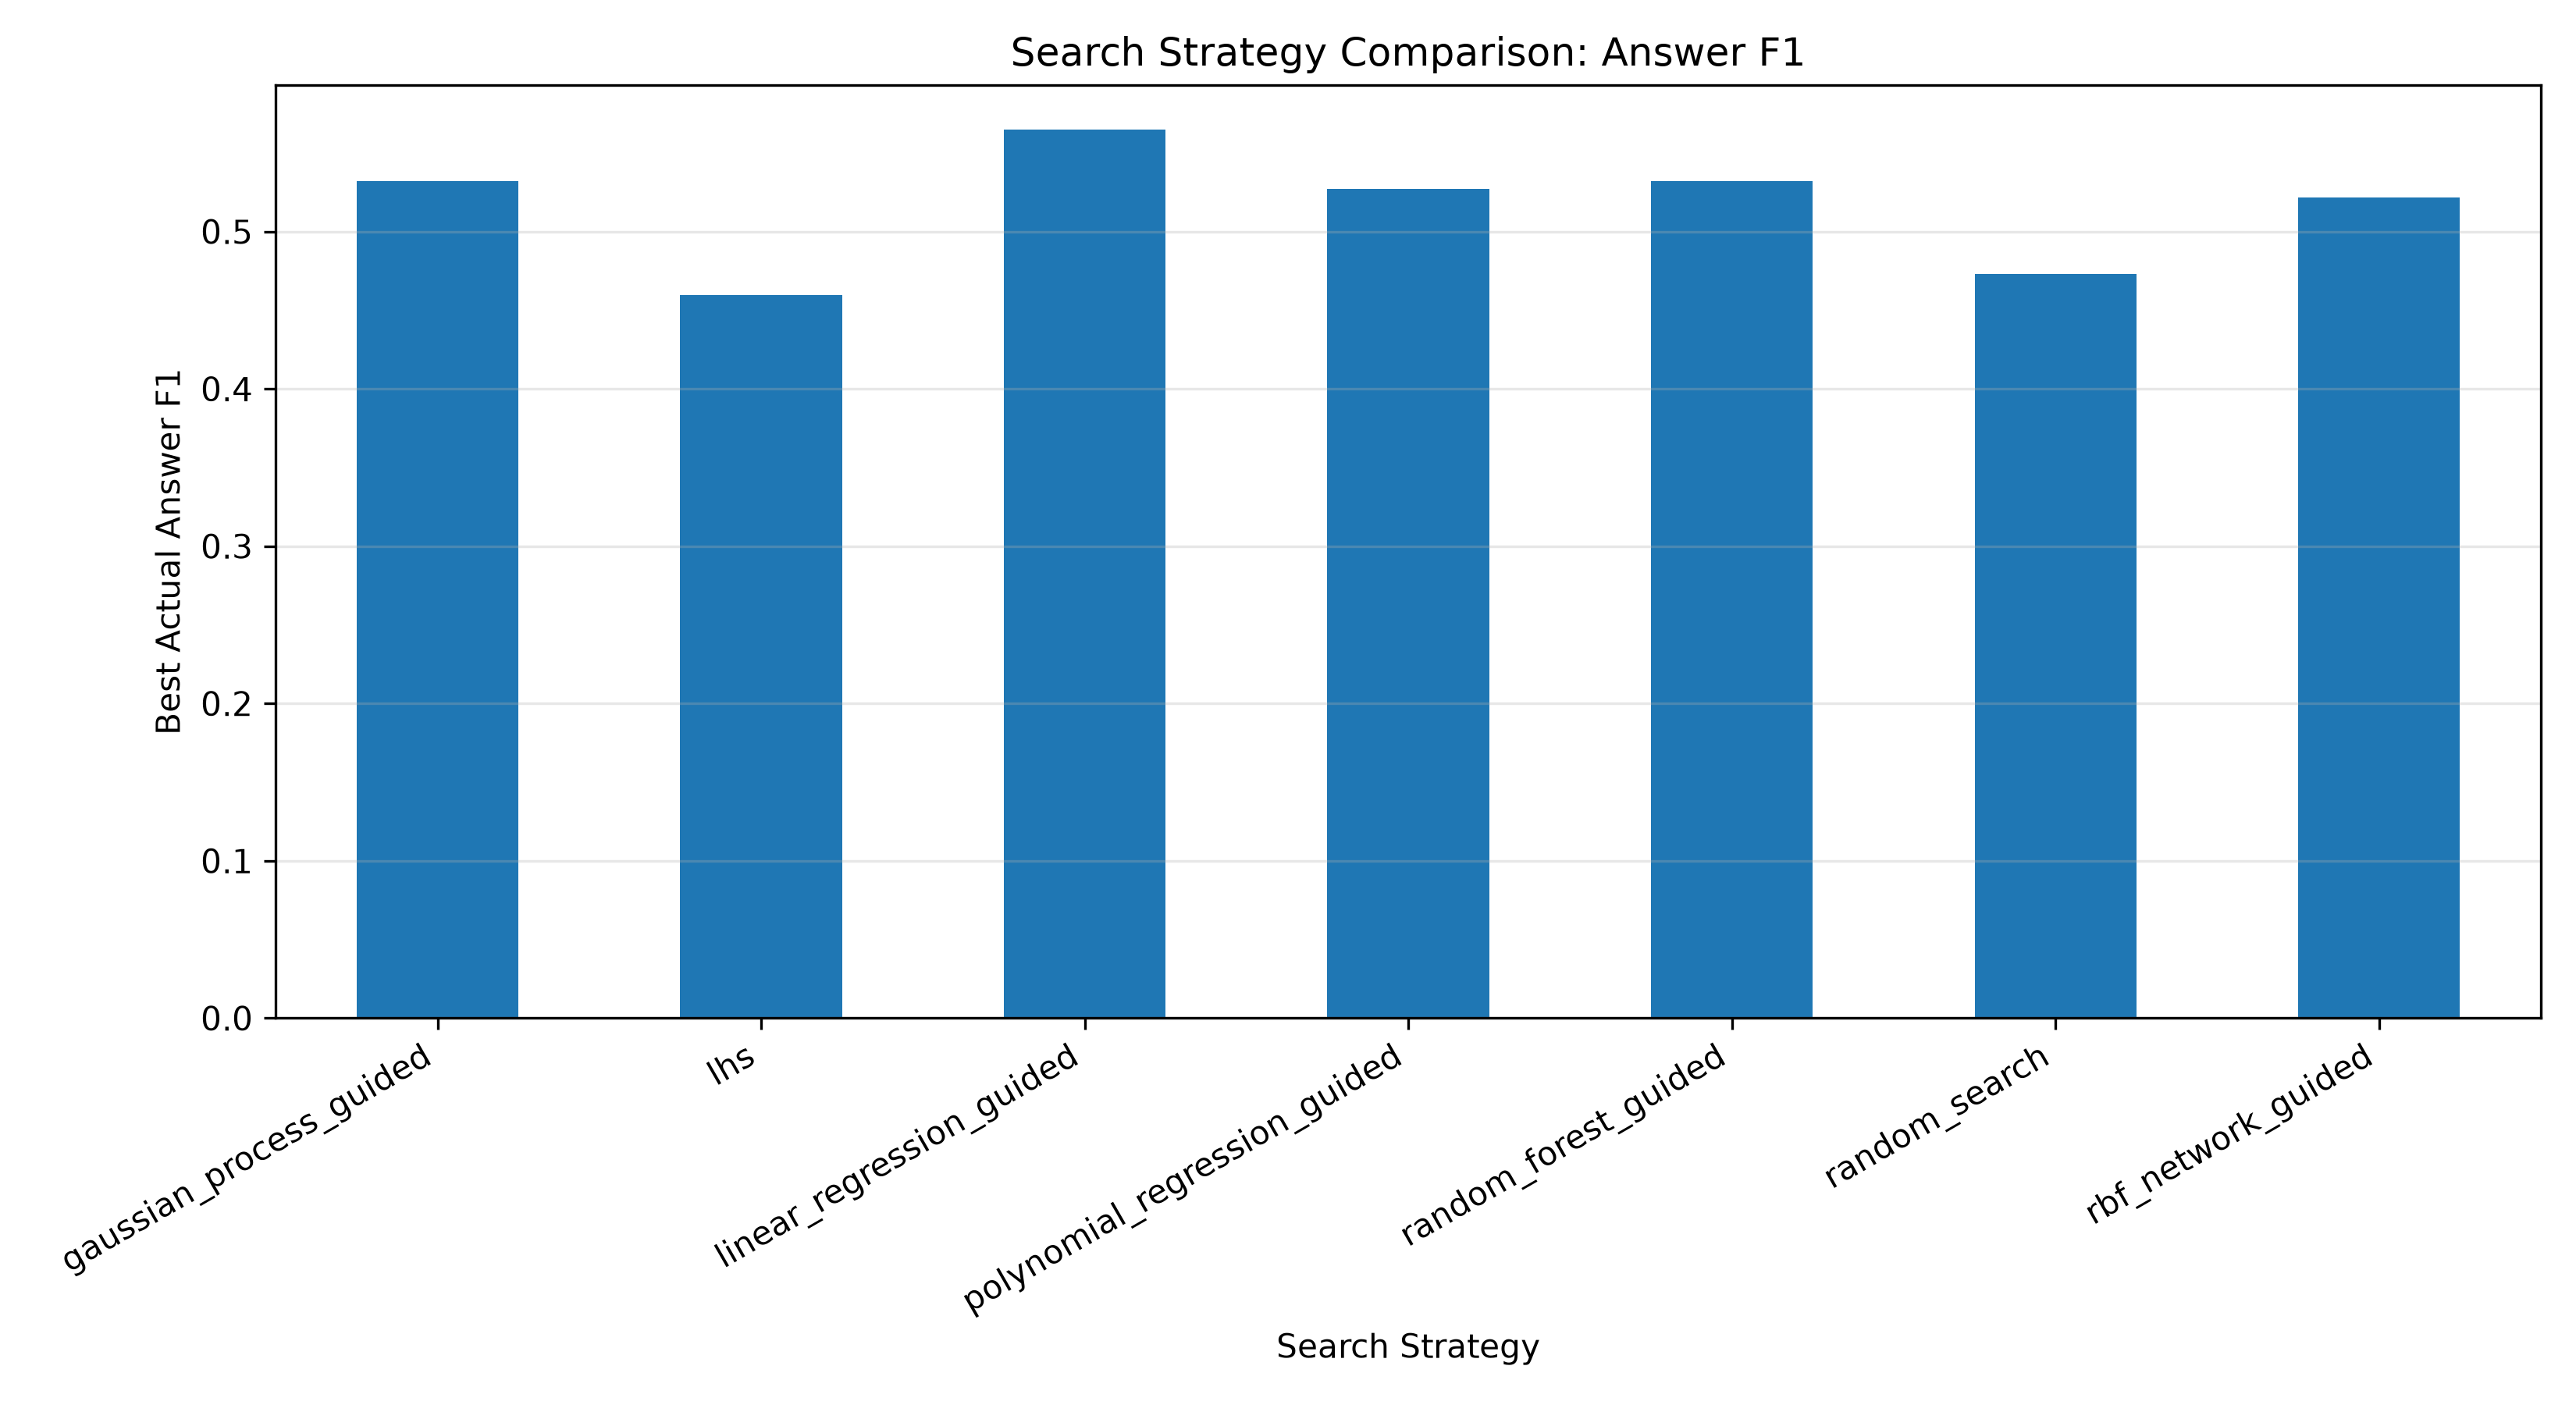 Search Strategy Comparison: Answer F1
Best Actual Answer F1
0.5
0.4
0.3
0.2
0.1
0.0
gaussian_process_guided
lhs
linear_regression_guided
polynomial_regression_guided
random_forest_guided
random_search
rbf_network_guided
Search Strategy